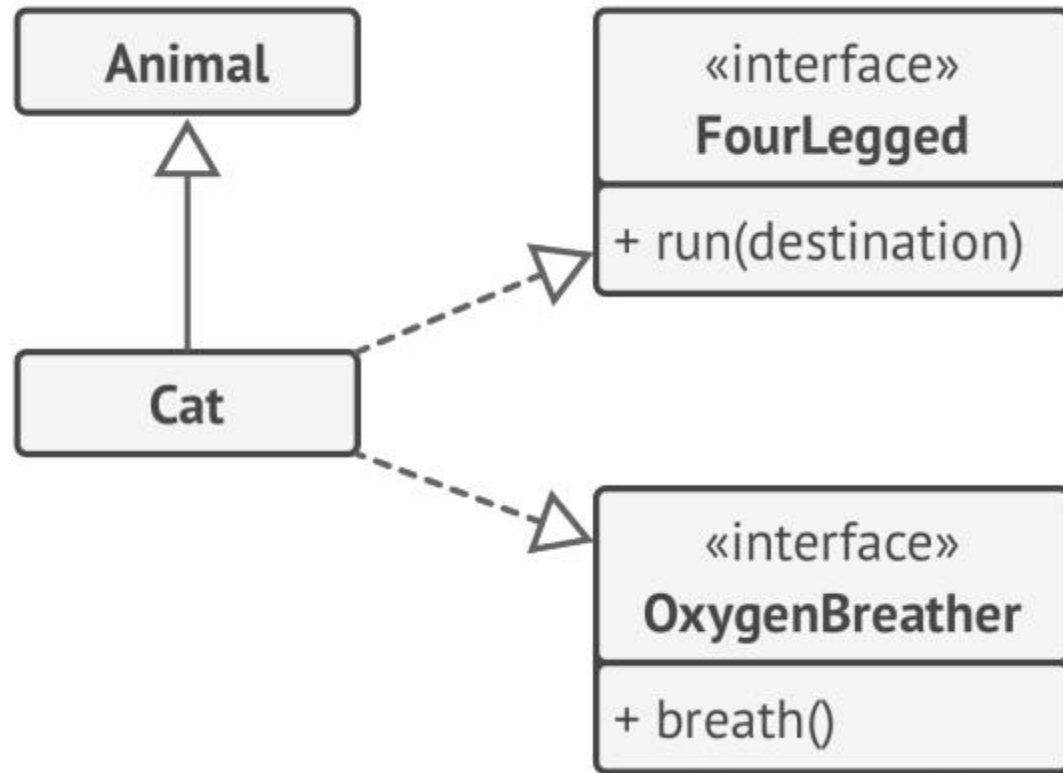 Animal
«interface»
FourLegged
+ run(destination)
Cat
«interface»
OxygenBreather
+ breath()